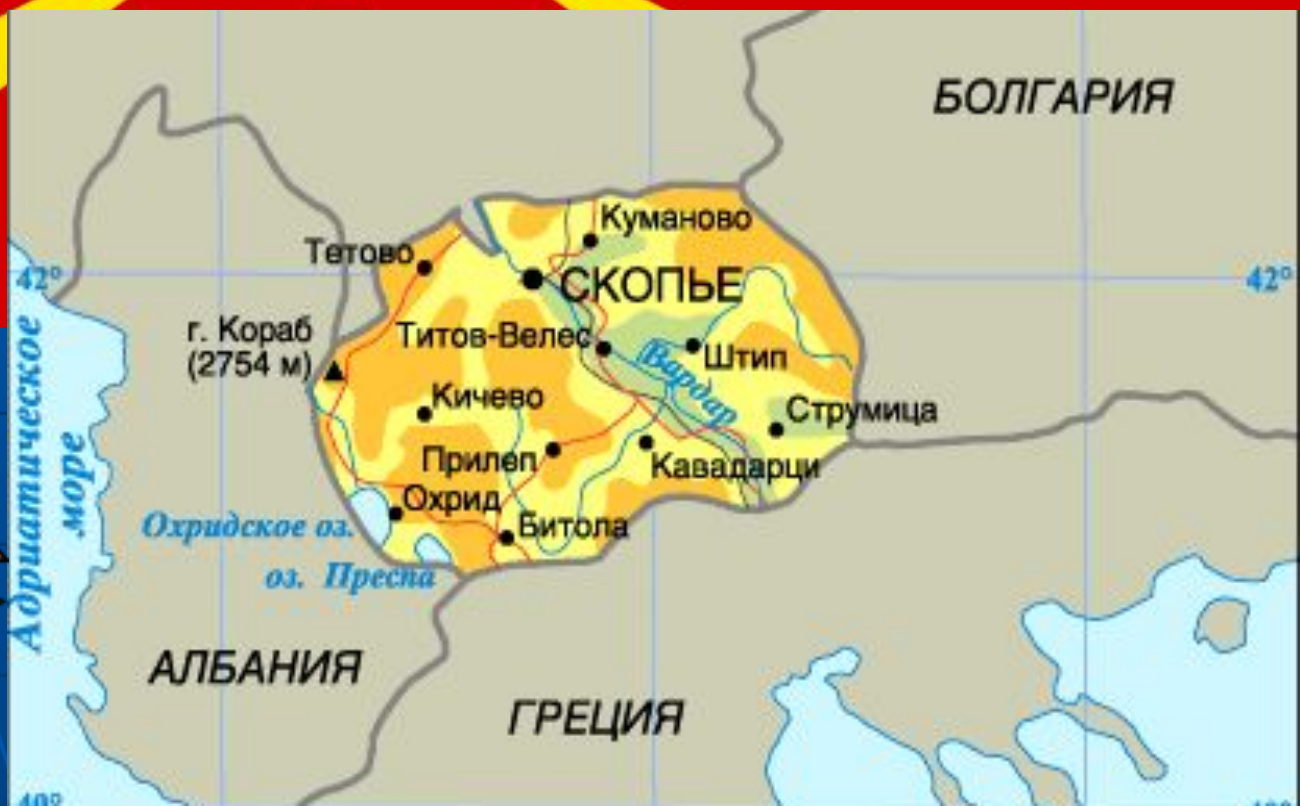 БОЛГАРИЯ
Куманово
Тетово
42°
СКОПЬЕ
42°
г. Кораб
(2754 м)
Титов-Велес
Штип
Вардар
Адриатическое
море
Кичево
Струмица
Прилеп
Кавадарци
Охрид
Охридское оз.
Битола
оз. Преспа
АЛБАНИЯ
ГРЕЦИЯ